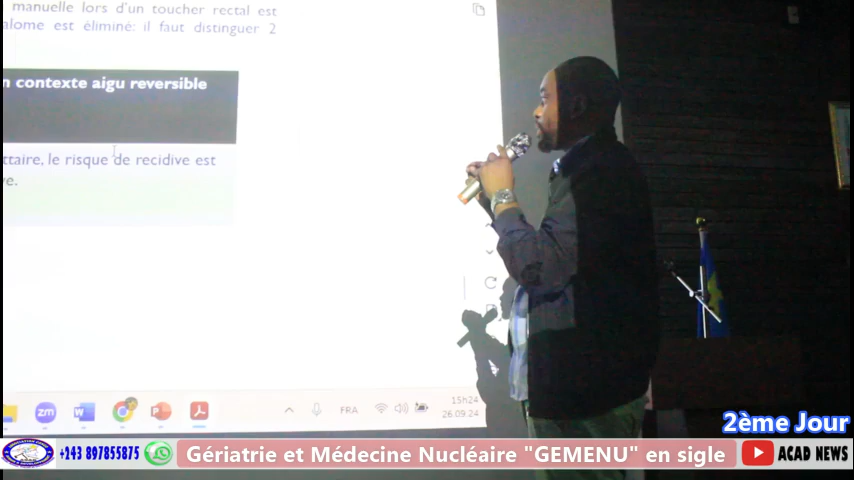 manuelle lors d'un toucher rectal est
alome est éliminé: il faut distinguer 2
n contexte aigu reversible
ttaire, le risque de recidive est
ve.
zm
FRA
15h24
26.09.24
2ème Jour
+243 897855875
Gériatrie et Médecine Nucléaire "GEMENU" en sigle
ACAD NEWS